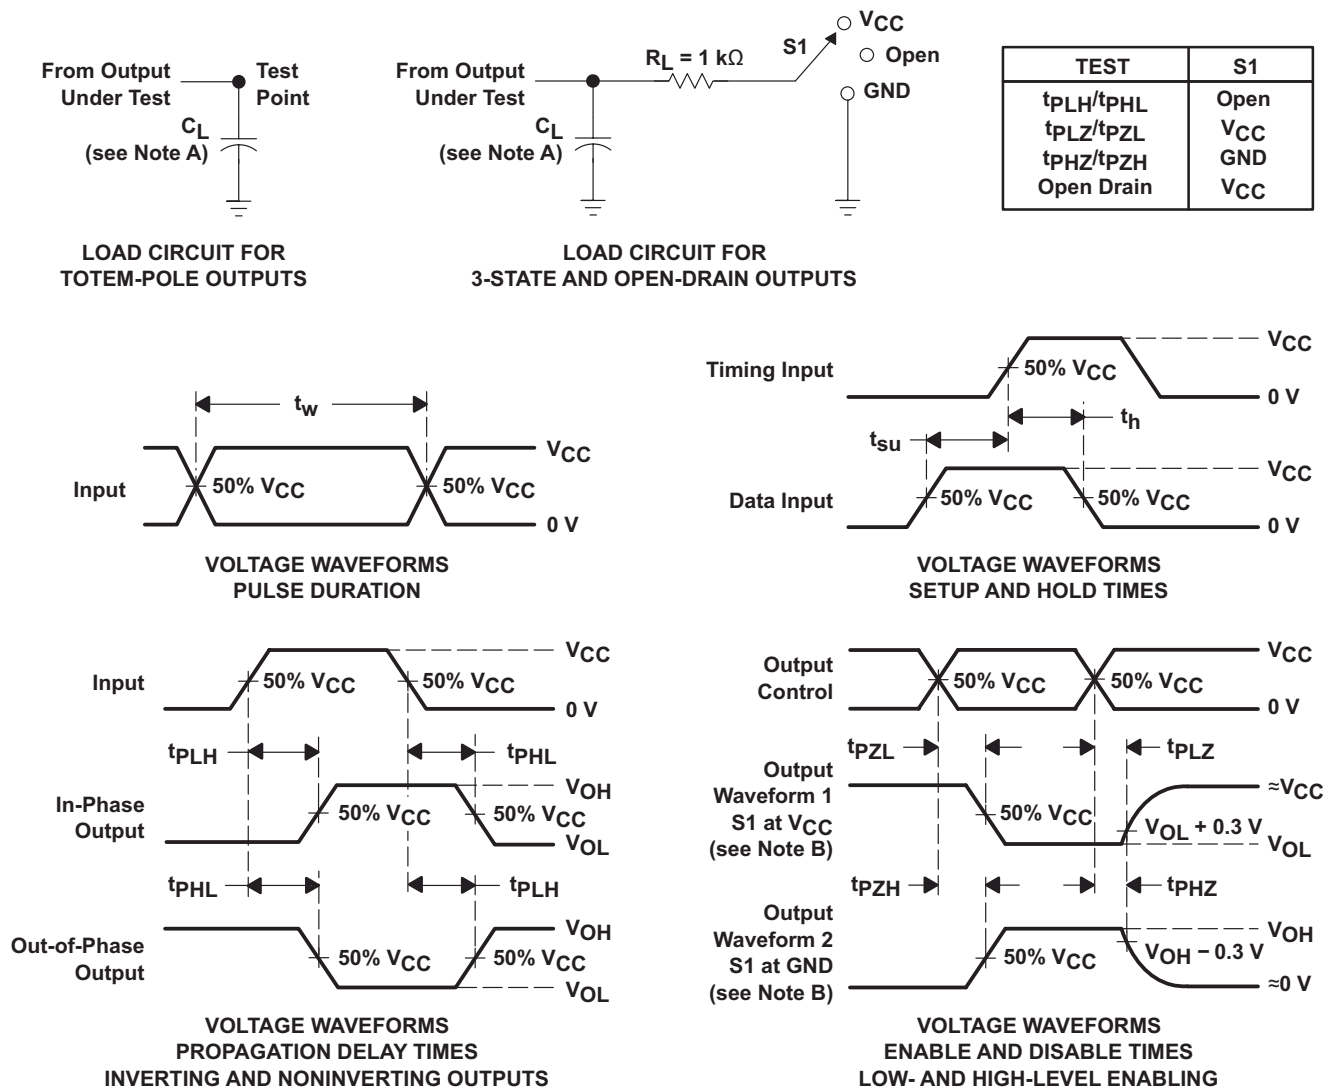 From Output
Under Test
Test
Point
CL
(see Note A)
LOAD CIRCUIT FOR
TOTEM-POLE OUTPUTS
From Output
Under Test
RL = 1 kΩ
S1
VCC
Open
GND
CL
(see Note A)
LOAD CIRCUIT FOR
3-STATE AND OPEN-DRAIN OUTPUTS
TEST S1
tPLH/tPHL Open
tPLZ/tPZL VCC
tPHZ/tPZH GND
Open Drain VCC
tw
Input
50% VCC
50% VCC
VCC
0 V
VOLTAGE WAVEFORMS
PULSE DURATION
Timing Input
50% VCC
VCC
0 V
tsu
th
Data Input
50% VCC
50% VCC
VCC
0 V
VOLTAGE WAVEFORMS
SETUP AND HOLD TIMES
Input
50% VCC
50% VCC
VCC
0 V
tPLH
tPHL
In-Phase
Output
50% VCC
50% VCC
VOH
VOL
tPHL
tPLH
Out-of-Phase
Output
50% VCC
50% VCC
VOH
VOL
VOLTAGE WAVEFORMS
PROPAGATION DELAY TIMES
INVERTING AND NONINVERTING OUTPUTS
Output
Control
50% VCC
50% VCC
VCC
0 V
tPZL
tPLZ
Output
Waveform 1
S1 at VCC
(see Note B)
50% VCC
VOL + 0.3 V
≈VCC
VOL
tPZH
tPHZ
Output
Waveform 2
S1 at GND
(see Note B)
50% VCC
VOH − 0.3 V
VOH
≈0 V
VOLTAGE WAVEFORMS
ENABLE AND DISABLE TIMES
LOW- AND HIGH-LEVEL ENABLING